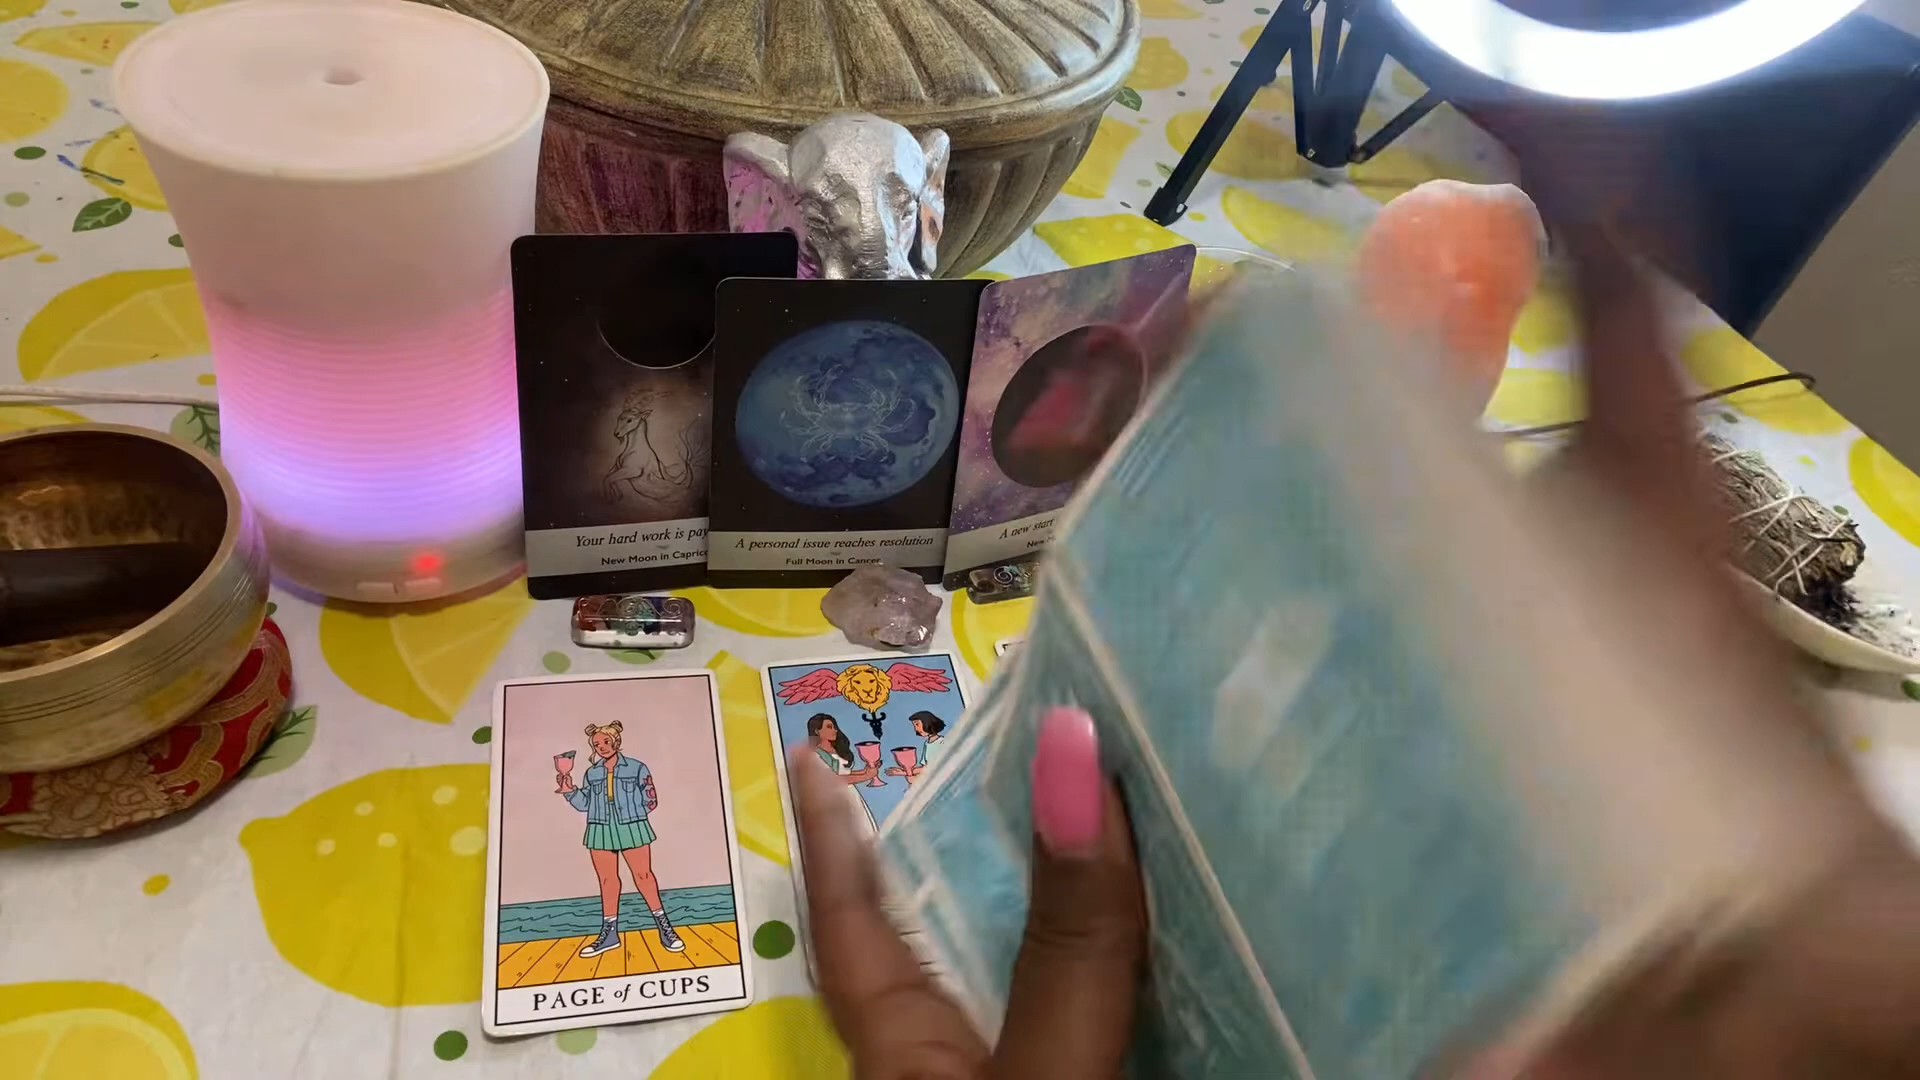 Your hard work is pay
New Moon in Capric
A personal issue reaches resolution
Full Moon in Cancer
A new start
New
PAGE of CUPS